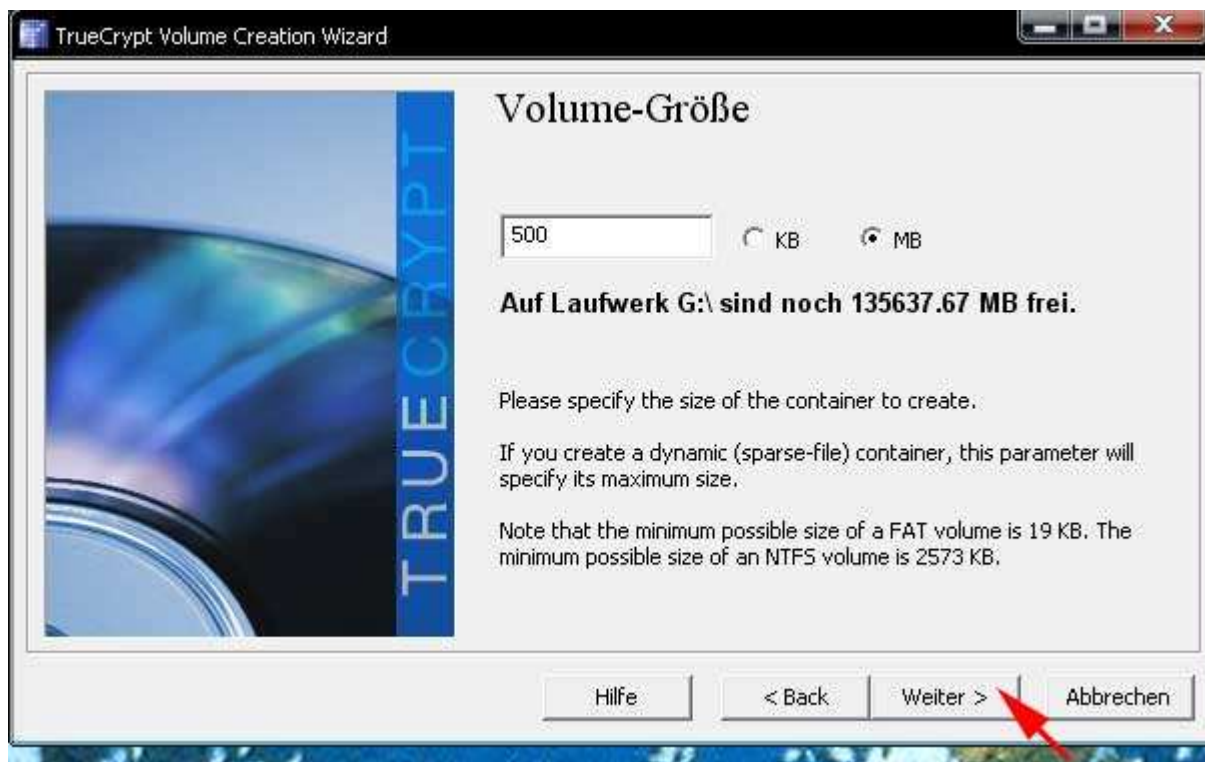 TrueCrypt Volume Creation Wizard
TRUECRYPT
Volume-Größe
500 KB MB
Auf Laufwerk G:\ sind noch 135637.67 MB frei.
Please specify the size of the container to create.
If you create a dynamic (sparse-file) container, this parameter will
specify its maximum size.
Note that the minimum possible size of a FAT volume is 19 KB. The
minimum possible size of an NTFS volume is 2573 KB.
Hilfe < Back Weiter > Abbrechen